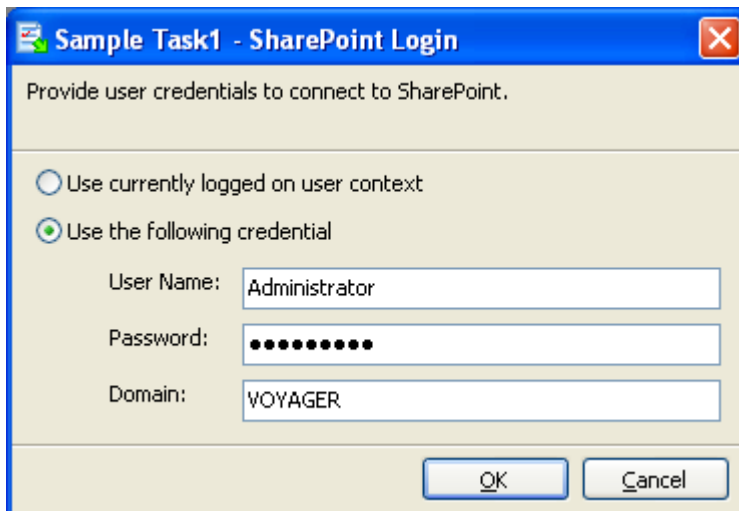 Sample Task1 - SharePoint Login
Provide user credentials to connect to SharePoint.
Use currently logged on user context
Use the following credential
User Name: Administrator
Password: ●●●●●●●●●
Domain: VOYAGER
OK Cancel